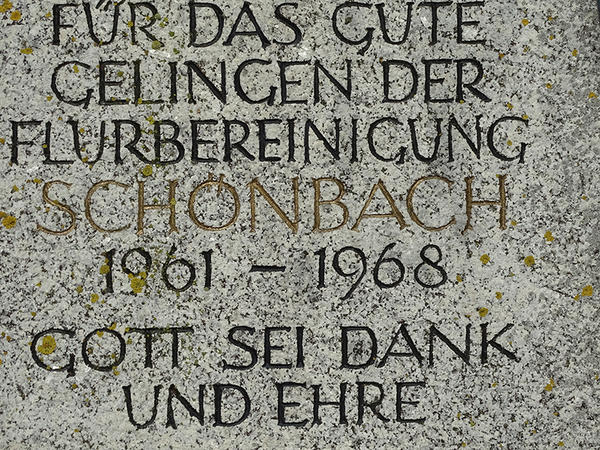 FÜR DAS GUTE
GELINGEN DER
FLURBEREINIGUNG
SCHÖNBACH
1961 – 1968
GOTT SEI DANK
UND EHRE